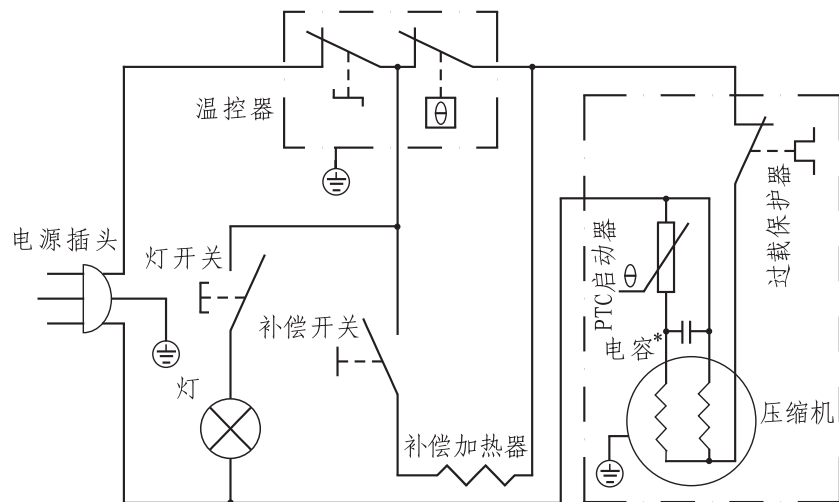 温控器
θ
电源插头
灯开关
补偿开关
灯
补偿加热器
PTC启动器
θ
电容*
过载保护器
压缩机